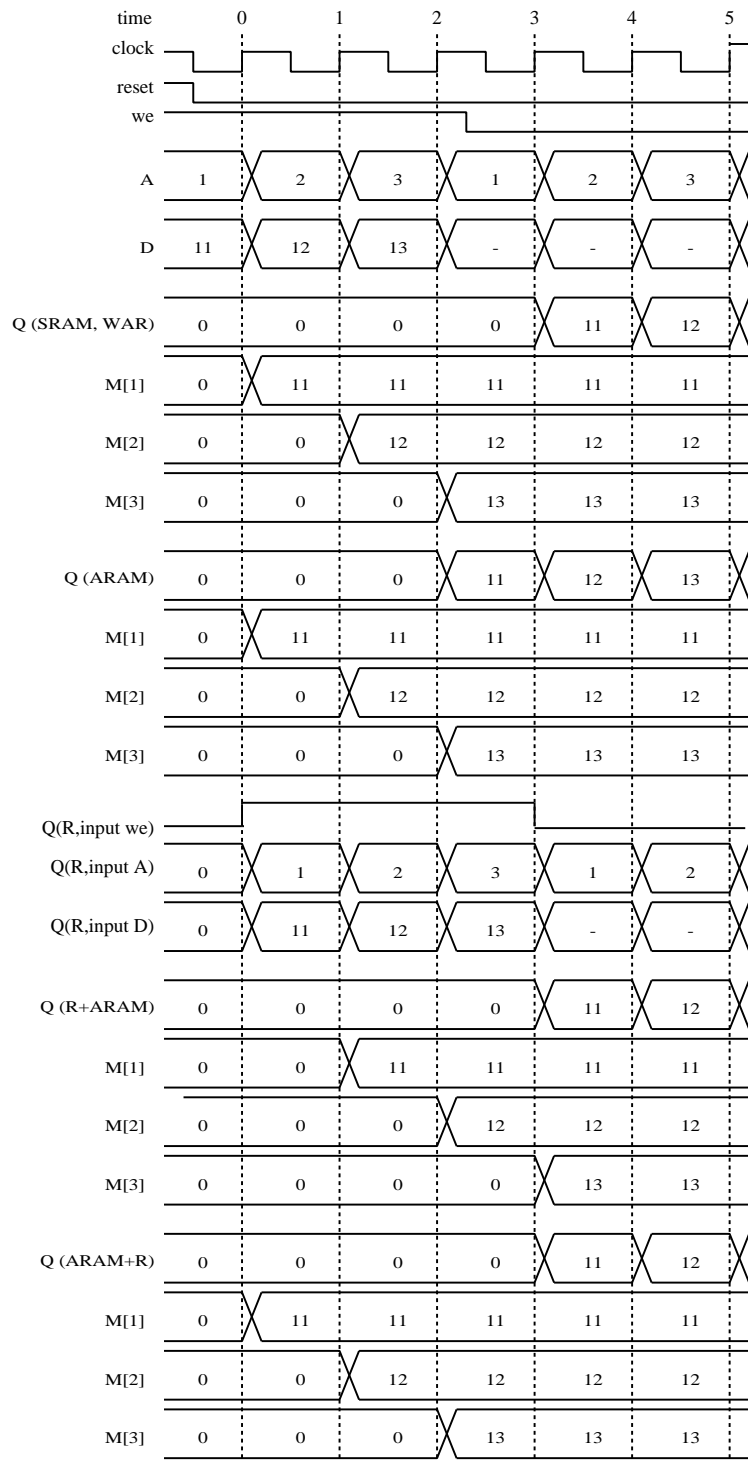 time 0 1 2 3 4 5
clock
reset
we
A 1 2 3 1 2 3
D 11 12 13 - - -
Q (SRAM, WAR) 0 0 0 0 11 12
M[1] 0 11 11 11 11 11
M[2] 0 0 12 12 12 12
M[3] 0 0 0 13 13 13
Q (ARAM) 0 0 0 11 12 13
M[1] 0 11 11 11 11 11
M[2] 0 0 12 12 12 12
M[3] 0 0 0 13 13 13
Q(R,input we)
Q(R,input A) 0 1 2 3 1 2
Q(R,input D) 0 11 12 13 - -
Q (R+ARAM) 0 0 0 0 11 12
M[1] 0 0 11 11 11 11
M[2] 0 0 0 12 12 12
M[3] 0 0 0 0 13 13
Q (ARAM+R) 0 0 0 0 11 12
M[1] 0 11 11 11 11 11
M[2] 0 0 12 12 12 12
M[3] 0 0 0 13 13 13